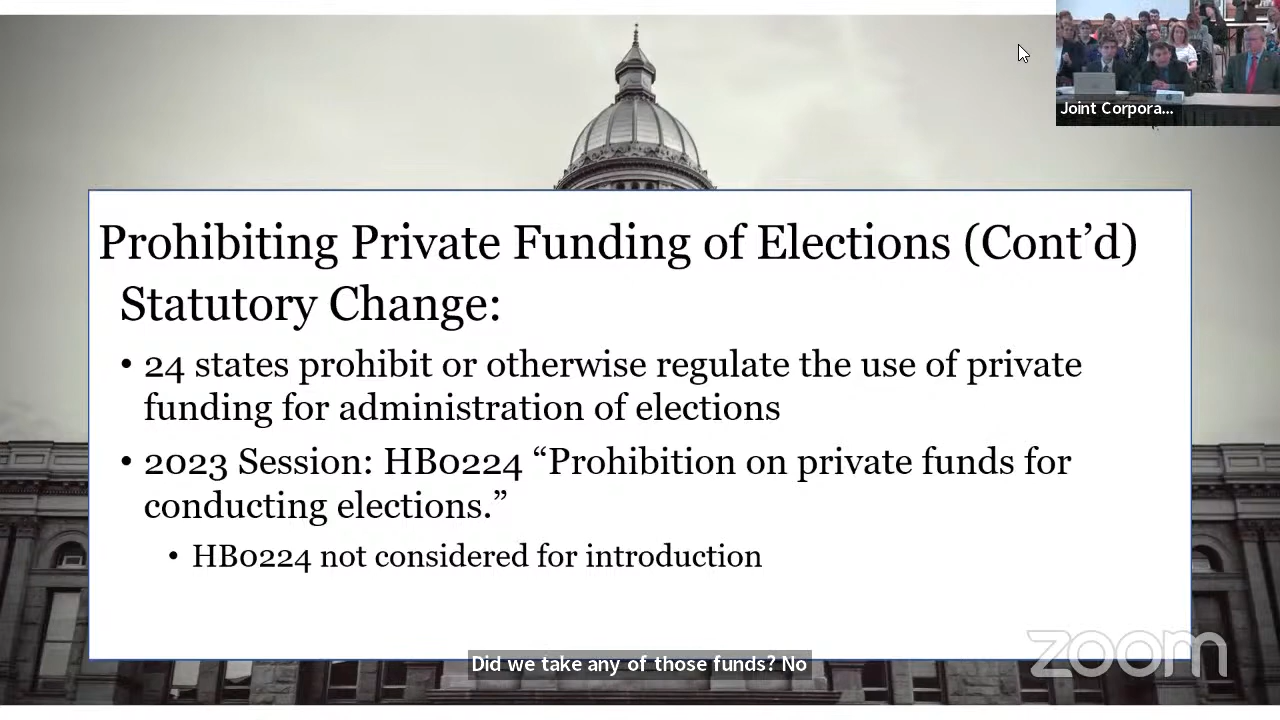 Joint Corpora...
Prohibiting Private Funding of Elections (Cont’d)
Statutory Change:
• 24 states prohibit or otherwise regulate the use of private
funding for administration of elections
• 2023 Session: HB0224 “Prohibition on private funds for
conducting elections.”
• HB0224 not considered for introduction
zoom
Did we take any of those funds? No